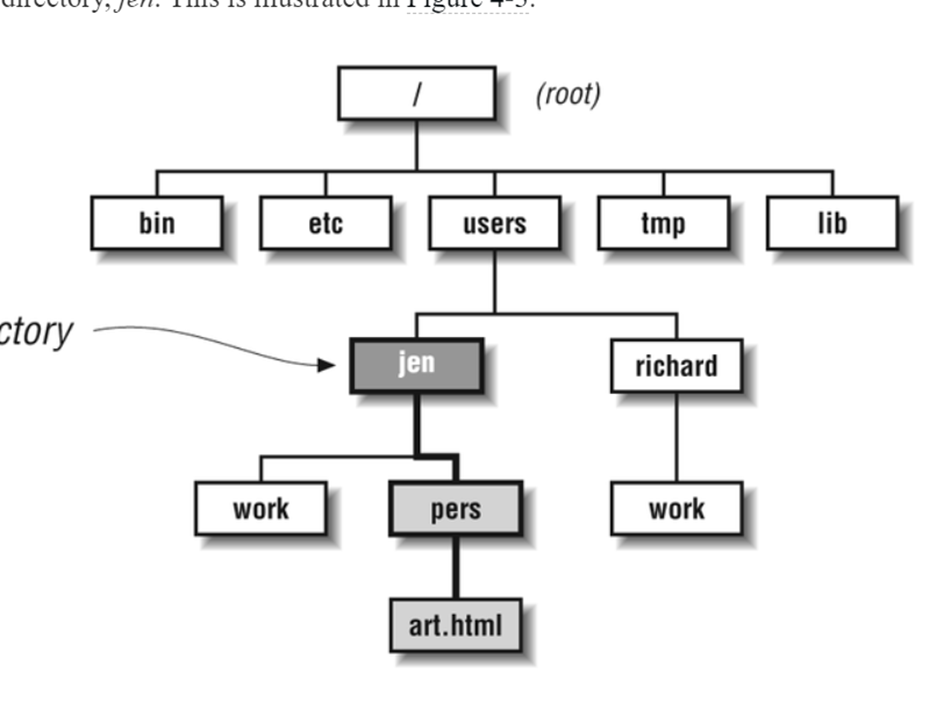 directory, jen. This is illustrated in Figure 4-3.
/ (root)
bin etc users tmp lib
ctory
jen richard
work pers work
art.html